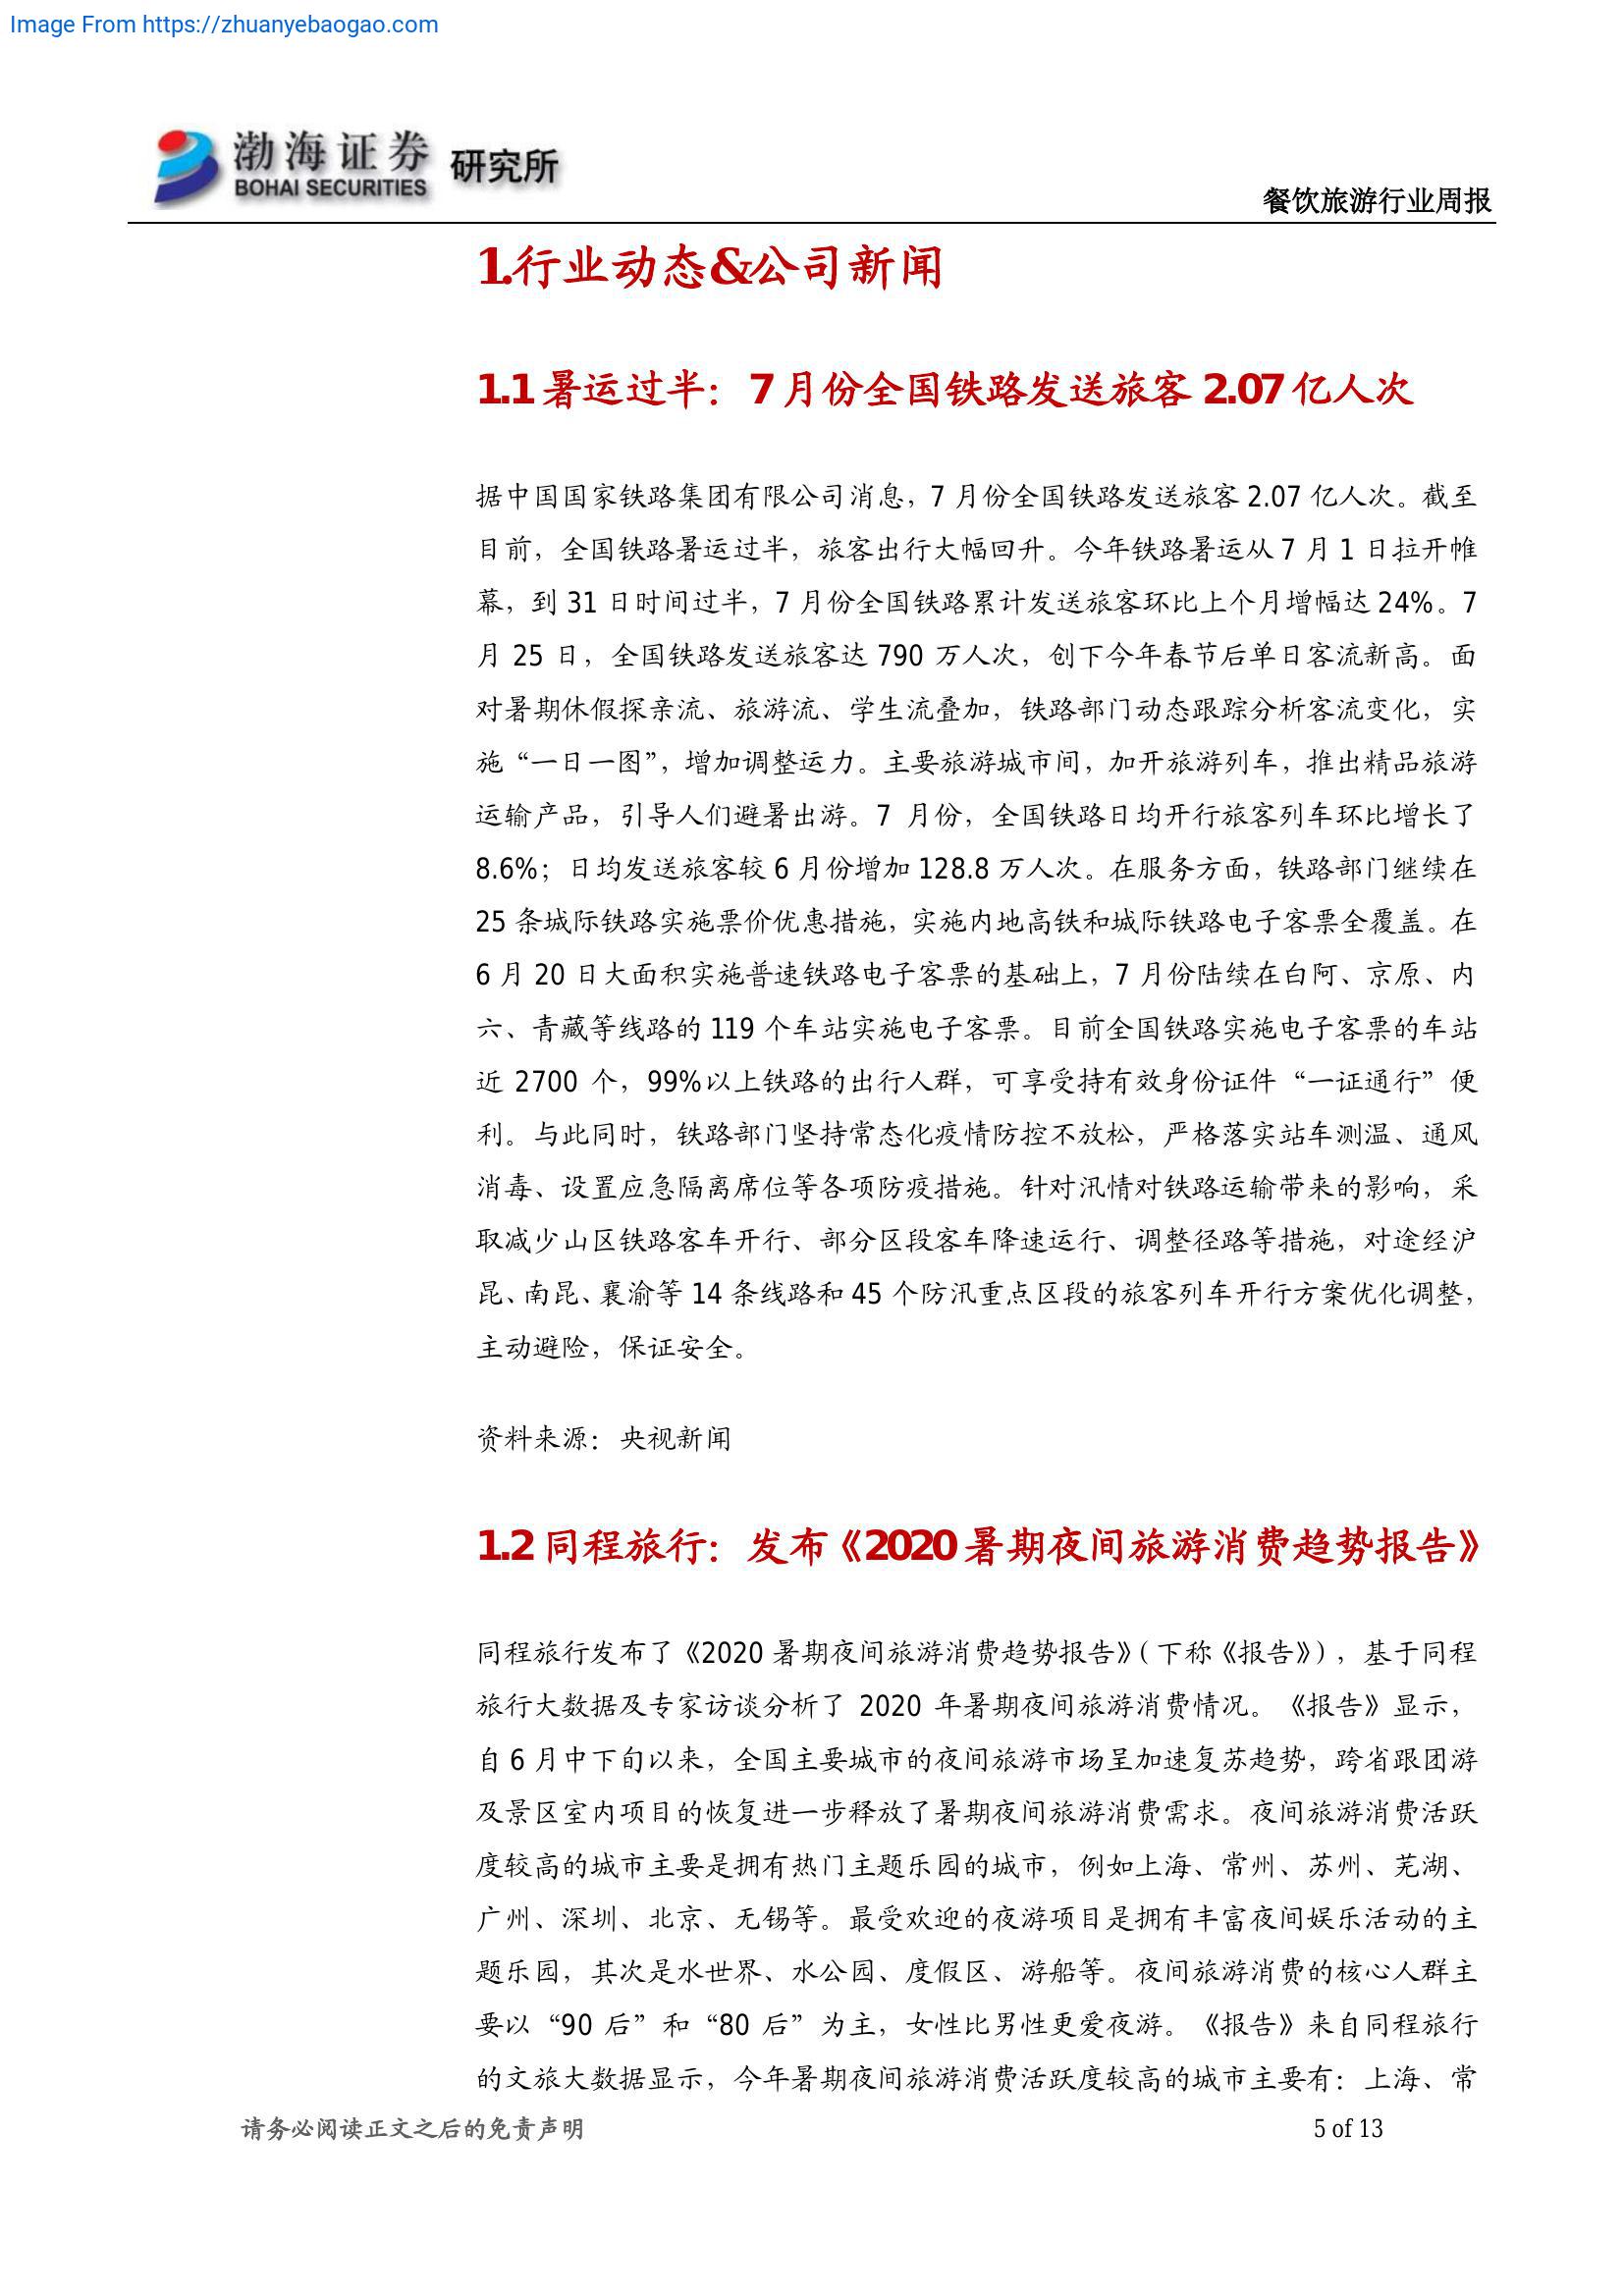 Image From https://zhuanyebaogao.com
渤海证券 研究所
BOHAI SECURITIES
餐饮旅游行业周报
1.行业动态&公司新闻
1.1 暑运过半：7 月份全国铁路发送旅客 2.07 亿人次
据中国国家铁路集团有限公司消息，7 月份全国铁路发送旅客 2.07 亿人次。截至
目前，全国铁路暑运过半，旅客出行大幅回升。今年铁路暑运从 7 月 1 日拉开帷
幕，到 31 日时间过半，7 月份全国铁路累计发送旅客环比上个月增幅达 24%。7
月 25 日，全国铁路发送旅客达 790 万人次，创下今年春节后单日客流新高。面
对暑期休假探亲流、旅游流、学生流叠加，铁路部门动态跟踪分析客流变化，实
施“一日一图”，增加调整运力。主要旅游城市间，加开旅游列车，推出精品旅游
运输产品，引导人们避暑出游。7 月份，全国铁路日均开行旅客列车环比增长了
8.6%；日均发送旅客较 6 月份增加 128.8 万人次。在服务方面，铁路部门继续在
25 条城际铁路实施票价优惠措施，实施内地高铁和城际铁路电子客票全覆盖。在
6 月 20 日大面积实施普速铁路电子客票的基础上，7 月份陆续在白阿、京原、内
六、青藏等线路的 119 个车站实施电子客票。目前全国铁路实施电子客票的车站
近 2700 个，99%以上铁路的出行人群，可享受持有效身份证件“一证通行”便
利。与此同时，铁路部门坚持常态化疫情防控不放松，严格落实站车测温、通风
消毒、设置应急隔离席位等各项防疫措施。针对汛情对铁路运输带来的影响，采
取减少山区铁路客车开行、部分区段客车降速运行、调整径路等措施，对途经沪
昆、南昆、襄渝等 14 条线路和 45 个防汛重点区段的旅客列车开行方案优化调整，
主动避险，保证安全。
资料来源：央视新闻
1.2 同程旅行：发布《2020 暑期夜间旅游消费趋势报告》
同程旅行发布了《2020 暑期夜间旅游消费趋势报告》（下称《报告》），基于同程
旅行大数据及专家访谈分析了 2020 年暑期夜间旅游消费情况。《报告》显示，
自 6 月中下旬以来，全国主要城市的夜间旅游市场呈加速复苏趋势，跨省跟团游
及景区室内项目的恢复进一步释放了暑期夜间旅游消费需求。夜间旅游消费活跃
度较高的城市主要是拥有热门主题乐园的城市，例如上海、常州、苏州、芜湖、
广州、深圳、北京、无锡等。最受欢迎的夜游项目是拥有丰富夜间娱乐活动的主
题乐园，其次是水世界、水公园、度假区、游船等。夜间旅游消费的核心人群主
要以“90 后”和“80 后”为主，女性比男性更爱夜游。《报告》来自同程旅行
的文旅大数据显示，今年暑期夜间旅游消费活跃度较高的城市主要有：上海、常
请务必阅读正文之后的免责声明
5 of 13